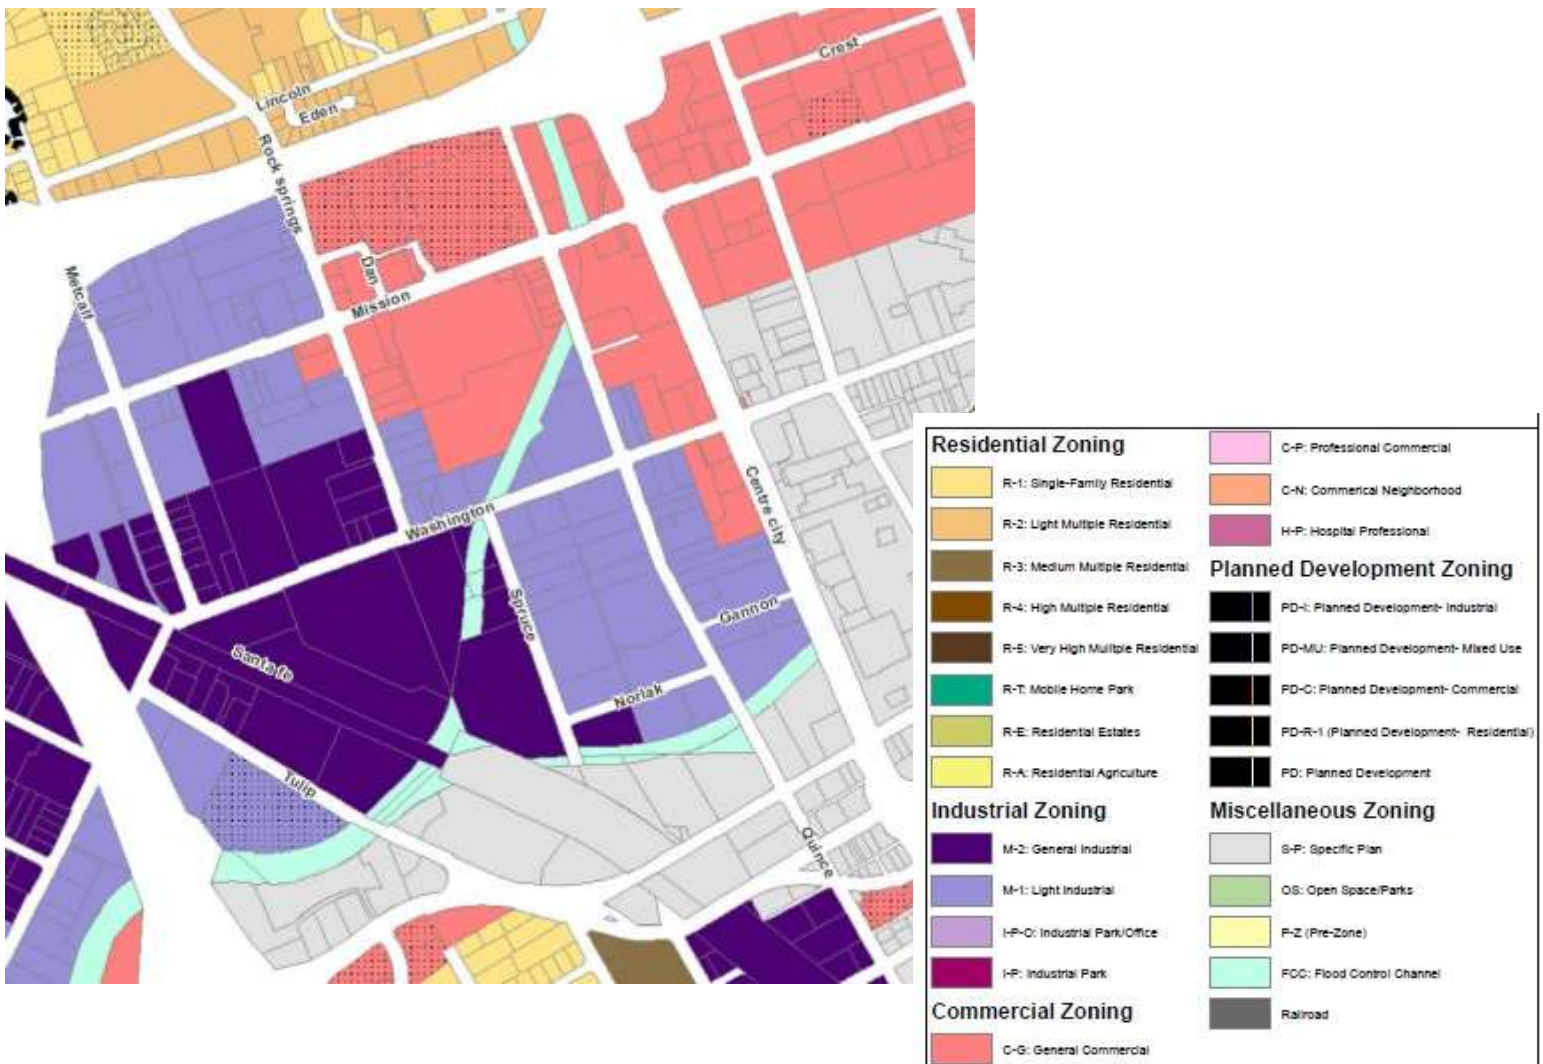 Crest
Lincoln
Eden
Rock springs
Dan
Metcalf
Mission
Centre city
Washington
Spruce
Gannon
Santa fe
Norlak
Tulip
Quince
Residential Zoning
R-1: Single-Family Residential
R-2: Light Multiple Residential
R-3: Medium Multiple Residential
R-4: High Multiple Residential
R-5: Very High Mulitple Residential
R-T: Mobile Home Park
R-E: Residential Estates
R-A: Residential Agriculture
Industrial Zoning
M-2: General Industrial
M-1: Light Industrial
I-P-O: Industrial Park/Office
I-P: Industrial Park
Commercial Zoning
C-G: General Commercial
C-P: Professional Commercial
C-N: Commerical Neighborhood
H-P: Hospital Professional
Planned Development Zoning
PD-I: Planned Development- Industrial
PD-MU: Planned Development- Mixed Use
PD-C: Planned Development- Commercial
PD-R-1 (Planned Development- Residential)
PD: Planned Development
Miscellaneous Zoning
S-P: Specific Plan
OS: Open Space/Parks
P-Z (Pre-Zone)
FCC: Flood Control Channel
Railroad